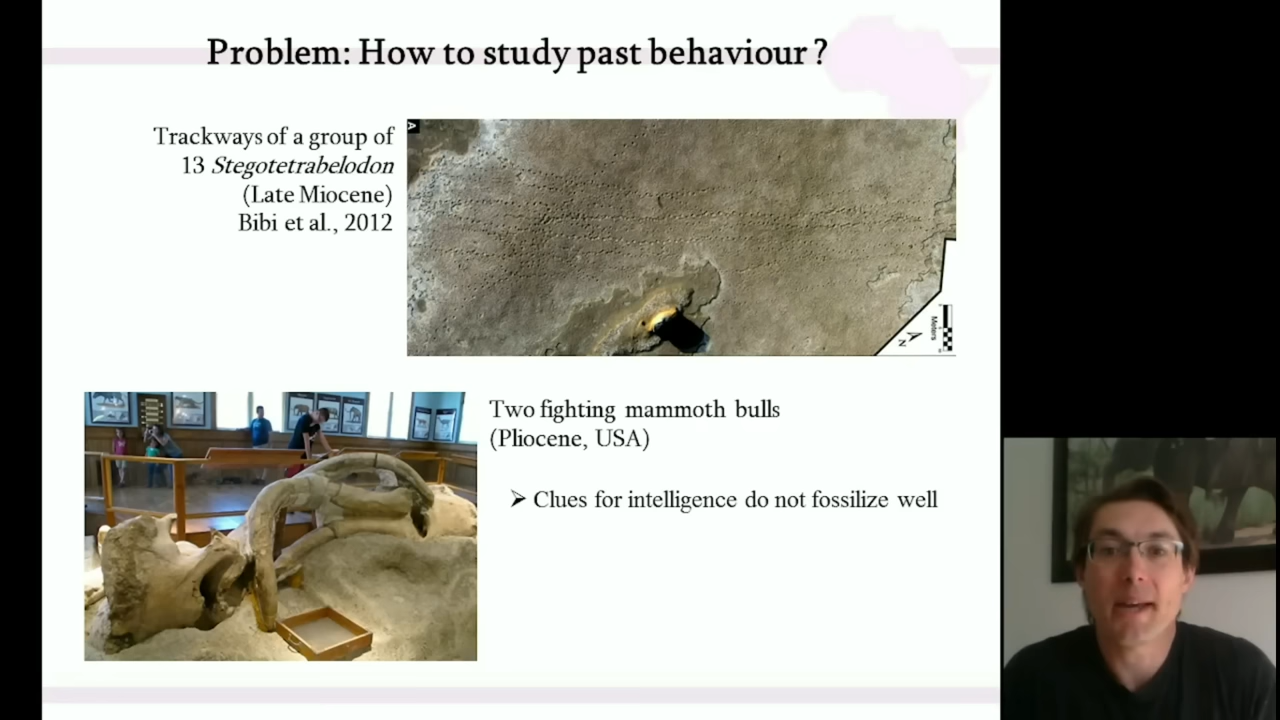 Problem: How to study past behaviour ?
Trackways of a group of
13 Stegotetrabelodon
(Late Miocene)
Bibi et al., 2012
A
Meters
N
Two fighting mammoth bulls
(Pliocene, USA)
➢ Clues for intelligence do not fossilize well